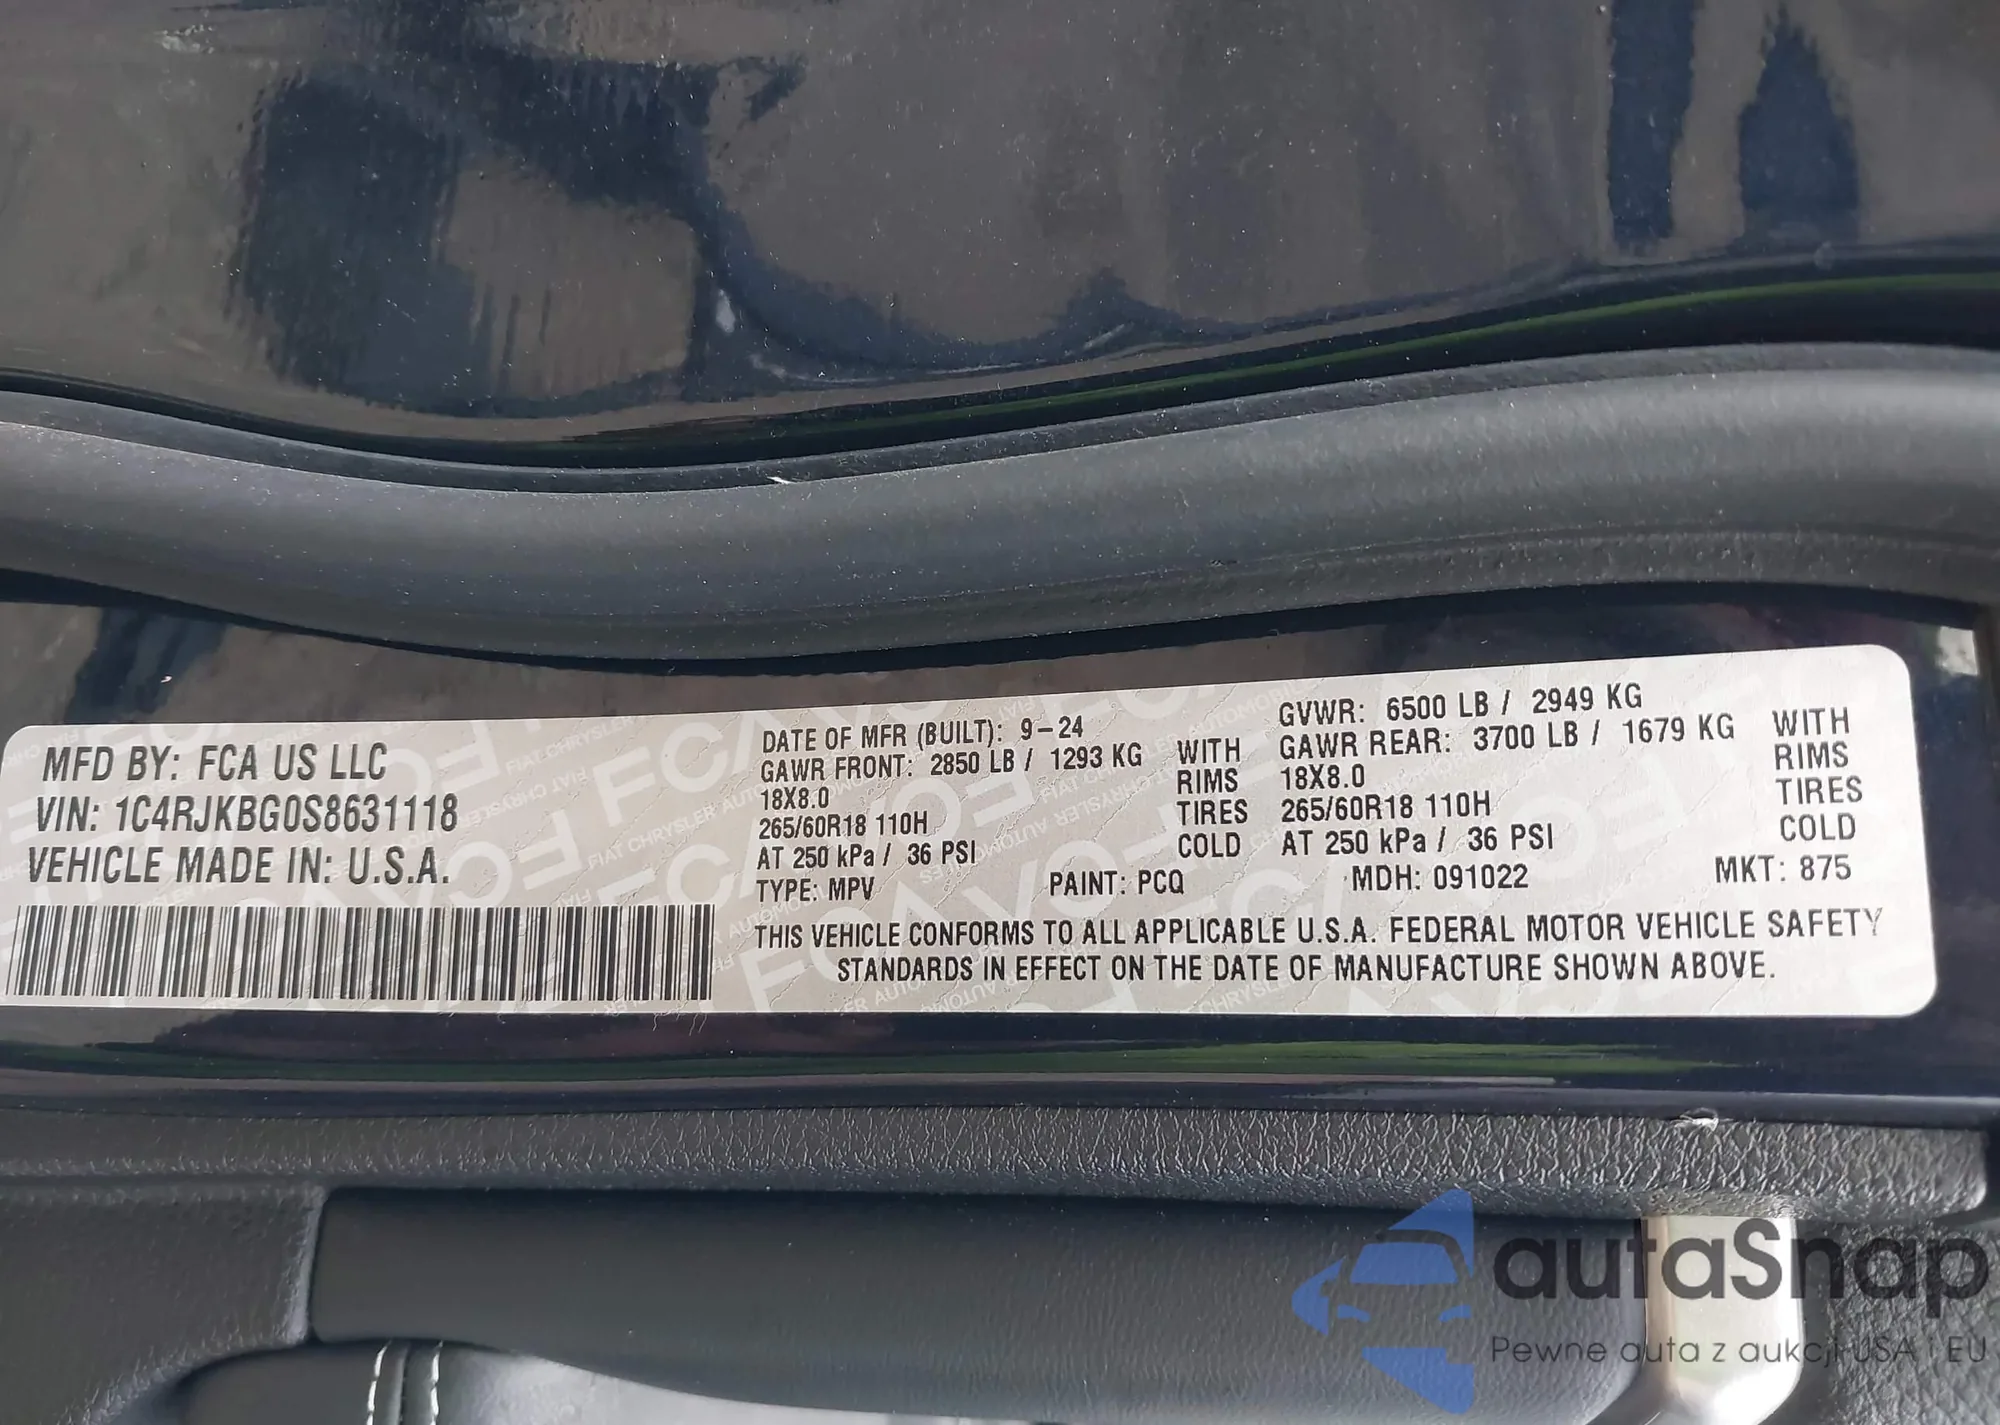 MFD BY: FCA US LLC
VIN: 1C4RJKBG0S8631118
VEHICLE MADE IN: U.S.A.
DATE OF MFR (BUILT): 9-24
GAWR FRONT: 2850 LB / 1293 KG WITH
18X8.0 RIMS
265/60R18 110H TIRES
AT 250 kPa / 36 PSI COLD
GVWR: 6500 LB / 2949 KG
GAWR REAR: 3700 LB / 1679 KG WITH
18X8.0 RIMS
265/60R18 110H TIRES
AT 250 kPa / 36 PSI COLD
TYPE: MPV PAINT: PCQ MDH: 091022 MKT: 875
THIS VEHICLE CONFORMS TO ALL APPLICABLE U.S.A. FEDERAL MOTOR VEHICLE SAFETY
STANDARDS IN EFFECT ON THE DATE OF MANUFACTURE SHOWN ABOVE.
autaSnap
Pewne auta z aukcji USA i EU